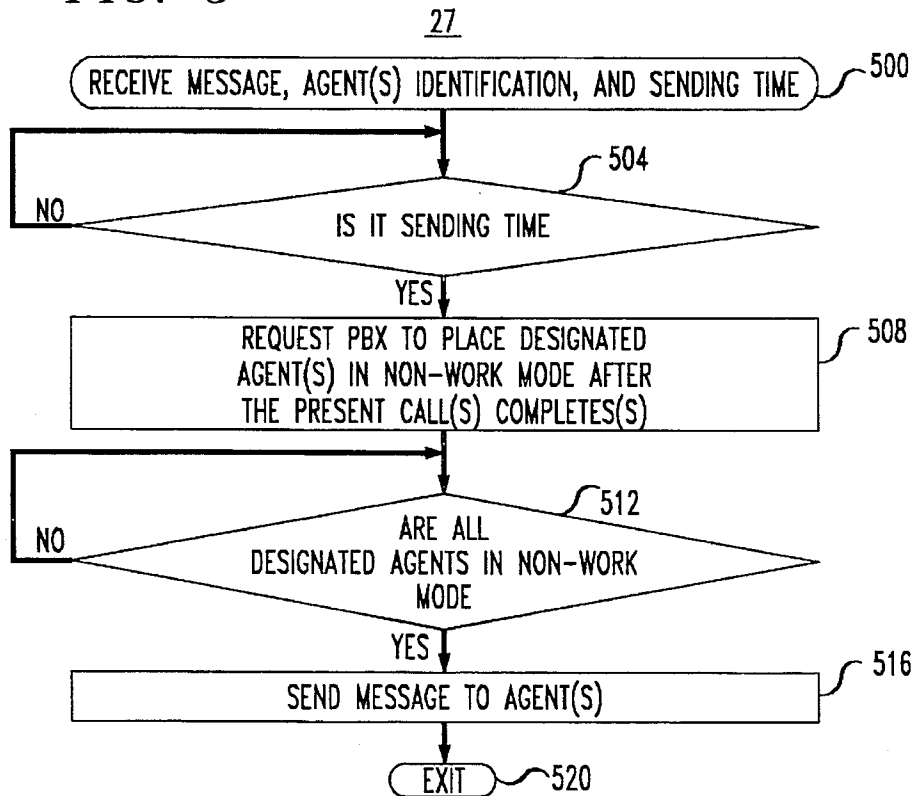 27
RECEIVE MESSAGE, AGENT(S) IDENTIFICATION, AND SENDING TIME
500
504
IS IT SENDING TIME
NO
YES
REQUEST PBX TO PLACE DESIGNATED
AGENT(S) IN NON-WORK MODE AFTER
THE PRESENT CALL(S) COMPLETES(S)
508
512
ARE ALL
DESIGNATED AGENTS IN NON-WORK
MODE
NO
YES
SEND MESSAGE TO AGENT(S)
516
EXIT
520